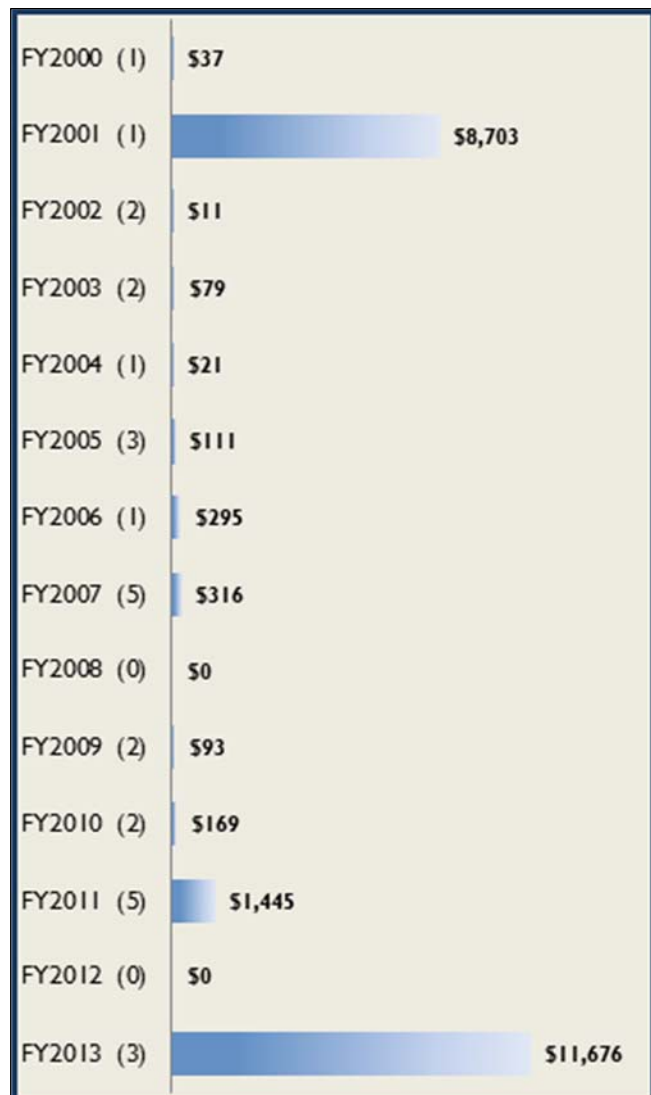 FY2000 (1) $37
FY2001 (1) $8,703
FY2002 (2) $11
FY2003 (2) $79
FY2004 (1) $21
FY2005 (3) $111
FY2006 (1) $295
FY2007 (5) $316
FY2008 (0) $0
FY2009 (2) $93
FY2010 (2) $169
FY2011 (5) $1,445
FY2012 (0) $0
FY2013 (3) $11,676